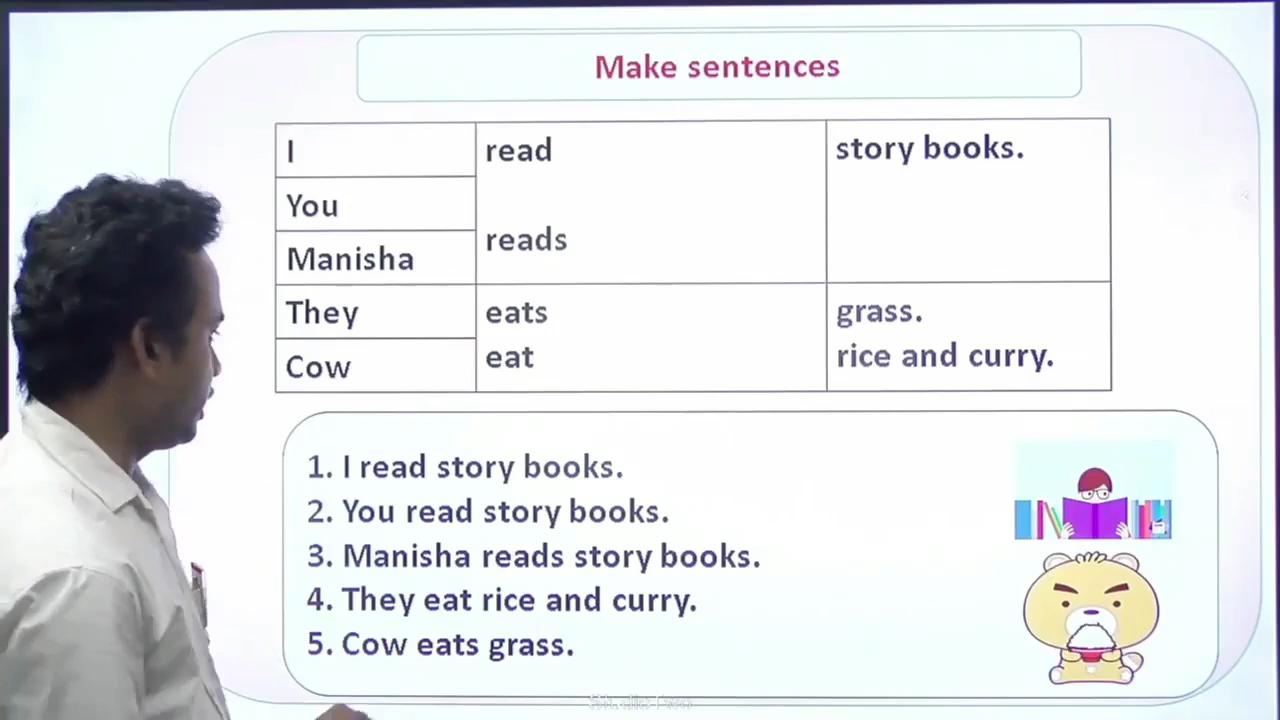 Make sentences
I read story books.
You
reads
Manisha
They eats grass.
eat rice and curry.
Cow
1. I read story books.
2. You read story books.
3. Manisha reads story books.
4. They eat rice and curry.
5. Cow eats grass.